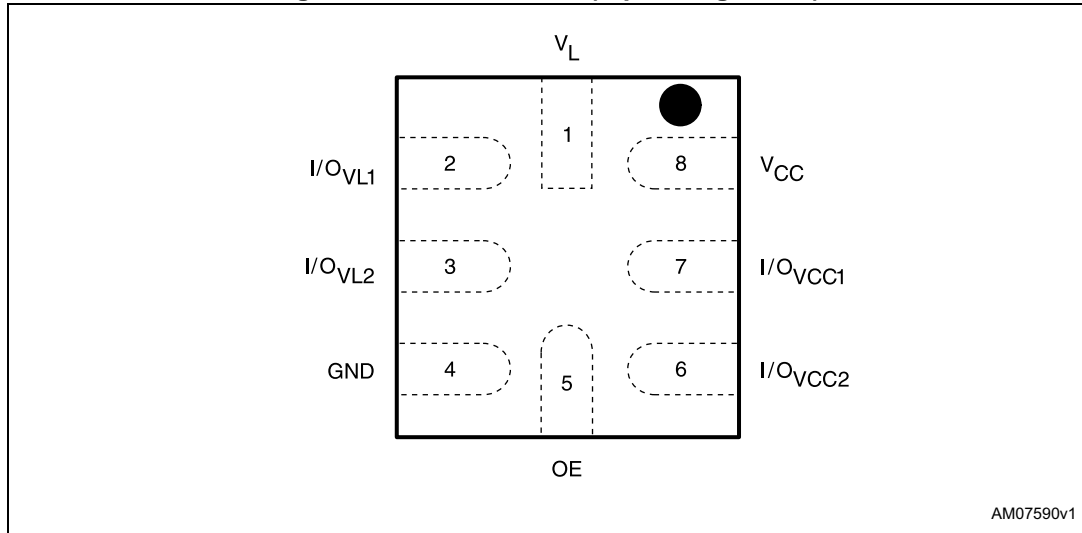 V_L
1
I/O_VL1 2 8 V_CC
I/O_VL2 3 7 I/O_VCC1
GND 4 6 I/O_VCC2
5
OE
AM07590v1